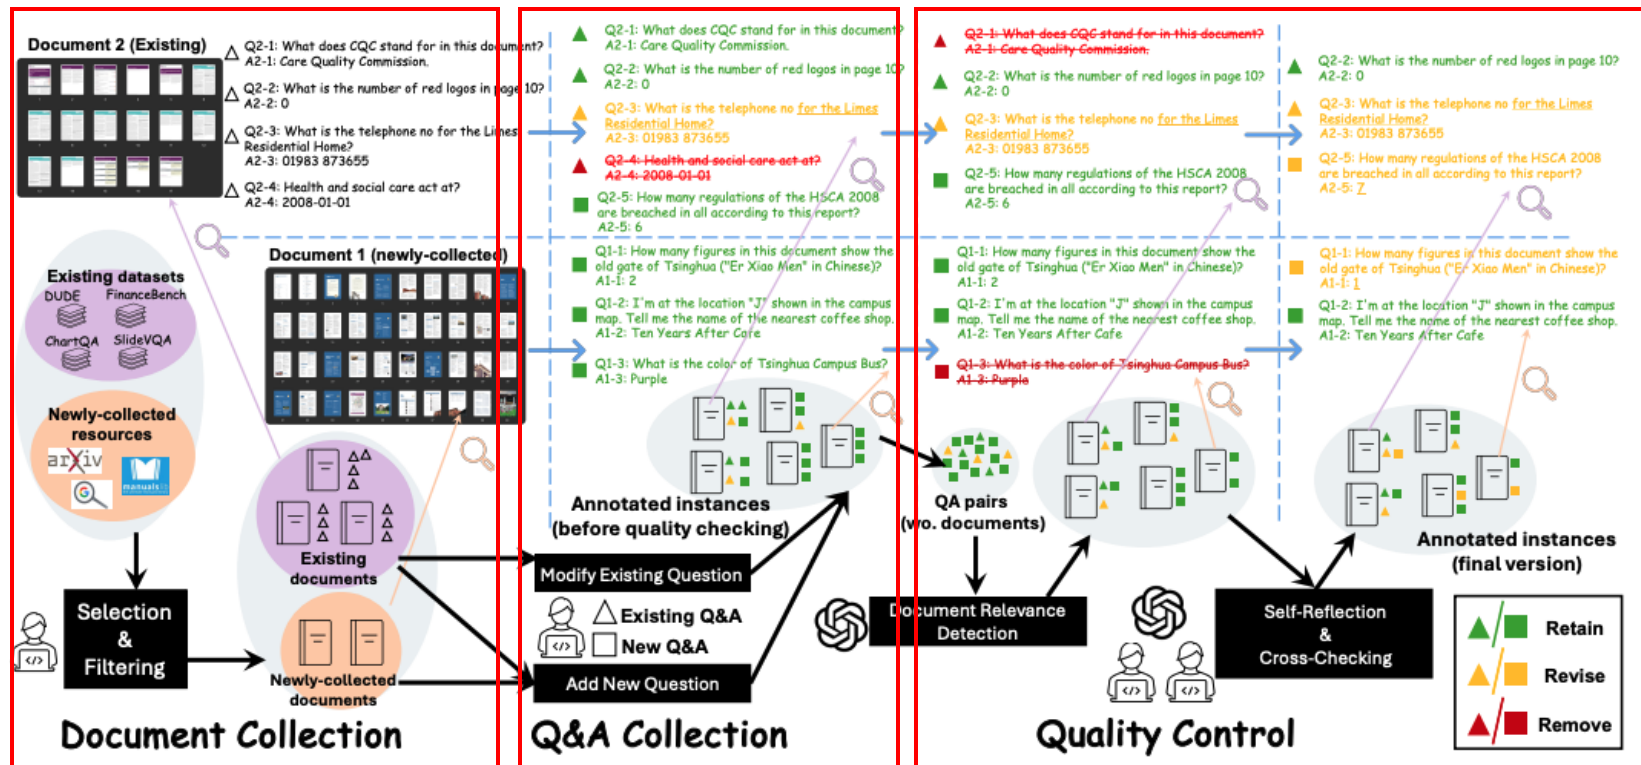 Document 2 (Existing)
Q2-1: What does CQC stand for in this document?
A2-1: Care Quality Commission.
Q2-2: What is the number of red logos in page 10?
A2-2: 0
Q2-3: What is the telephone no for the Limes
Residential Home?
A2-3: 01983 873655
Q2-4: Health and social care act at?
A2-4: 2008-01-01
Existing datasets
DUDE
FinanceBench
ChartQA
SlideVQA
Newly-collected
resources
arXiv
manualslib
Document 1 (newly-collected)
Existing
documents
Newly-collected
documents
Selection
&
Filtering
Document Collection
Q2-1: What does CQC stand for in this document?
A2-1: Care Quality Commission.
Q2-2: What is the number of red logos in page 10?
A2-2: 0
Q2-3: What is the telephone no for the Limes
Residential Home?
A2-3: 01983 873655
Q2-4: Health and social care act at?
A2-4: 2008-01-01
Q2-5: How many regulations of the HSCA 2008
are breached in all according to this report?
A2-5: 6
Q1-1: How many figures in this document show the
old gate of Tsinghua ("Er Xiao Men" in Chinese)?
A1-1: 2
Q1-2: I'm at the location "J" shown in the campus
map. Tell me the name of the nearest coffee shop.
A1-2: Ten Years After Cafe
Q1-3: What is the color of Tsinghua Campus Bus?
A1-3: Purple
Annotated instances
(before quality checking)
Modify Existing Question
Existing Q&A
New Q&A
Add New Question
Q&A Collection
Q2-1: What does CQC stand for in this document?
A2-1: Care Quality Commission.
Q2-2: What is the number of red logos in page 10?
A2-2: 0
Q2-3: What is the telephone no for the Limes
Residential Home?
A2-3: 01983 873655
Q2-5: How many regulations of the HSCA 2008
are breached in all according to this report?
A2-5: 6
Q1-1: How many figures in this document show the
old gate of Tsinghua ("Er Xiao Men" in Chinese)?
A1-1: 2
Q1-2: I'm at the location "J" shown in the campus
map. Tell me the name of the nearest coffee shop.
A1-2: Ten Years After Cafe
Q1-3: What is the color of Tsinghua Campus Bus?
A1-3: Purple
QA pairs
(wo. documents)
Document Relevance
Detection
Q2-2: What is the number of red logos in page 10?
A2-2: 0
Q2-3: What is the telephone no for the Limes
Residential Home?
A2-3: 01983 873655
Q2-5: How many regulations of the HSCA 2008
are breached in all according to this report?
A2-5: 7
Q1-1: How many figures in this document show the
old gate of Tsinghua ("Er Xiao Men" in Chinese)?
A1-1: 1
Q1-2: I'm at the location "J" shown in the campus
map. Tell me the name of the nearest coffee shop.
A1-2: Ten Years After Cafe
Annotated instances
(final version)
Self-Reflection
&
Cross-Checking
Quality Control
Retain
Revise
Remove